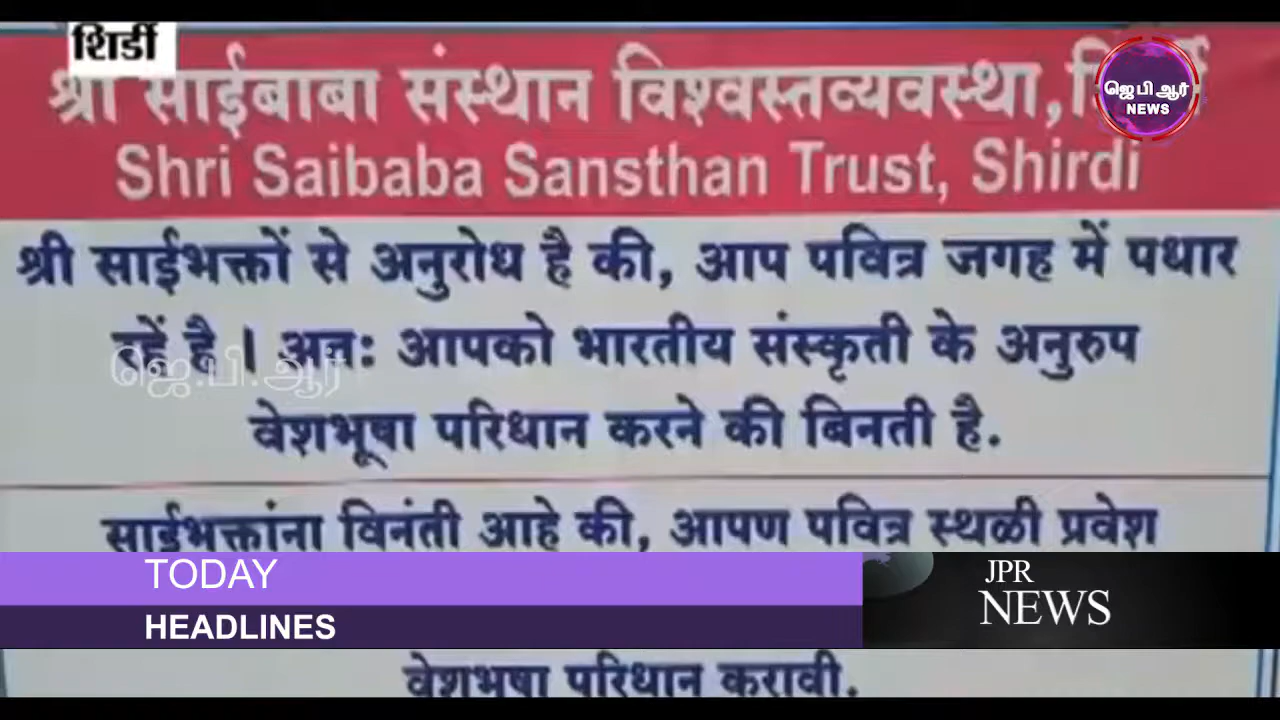 शिर्डी
श्री साईबाबा संस्थान विश्वस्तव्यवस्था,
ஜெ பி ஆர்
NEWS
Shri Saibaba Sansthan Trust, Shirdi
श्री साईभक्तों से अनुरोध है की, आप पवित्र जगह में पधार
रहें है । अतः आपको भारतीय संस्कृती के अनुरुप
ஜெ.பி.ஆர்
वेशभूषा परिधान करने की बिनती है.
साईभक्तांना विनंती आहे की, आपण पवित्र स्थळी प्रवेश
TODAY
HEADLINES
JPR
NEWS
वेशभूषा परिधान करावी.